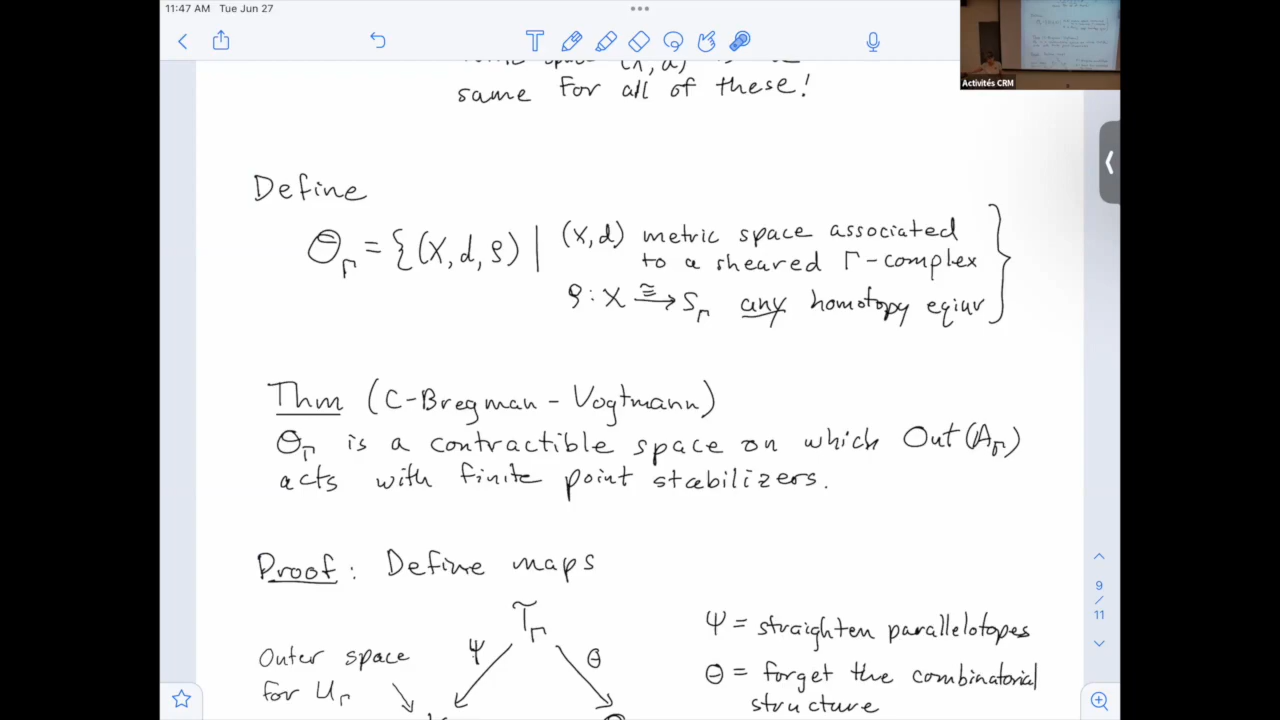 11:47 AM Tue Jun 27
same for all of these!
Activités CRM
Define
Θ_Γ = {(X, d, ρ) | (X, d) metric space associated
to a sheared Γ-complex
ρ: X ≅→ S_Γ any homotopy eqiuv }
Thm (C-Bregman-Vogtmann)
Θ_Γ is a contractible space on which Out(A_Γ)
acts with finite point stabilizers.
Proof: Define maps
T̃_Γ
Ψ = straighten parallelotopes
Outer space
Ψ Θ
for U_Γ
Θ = forget the combinatorial
structure
9
/
11